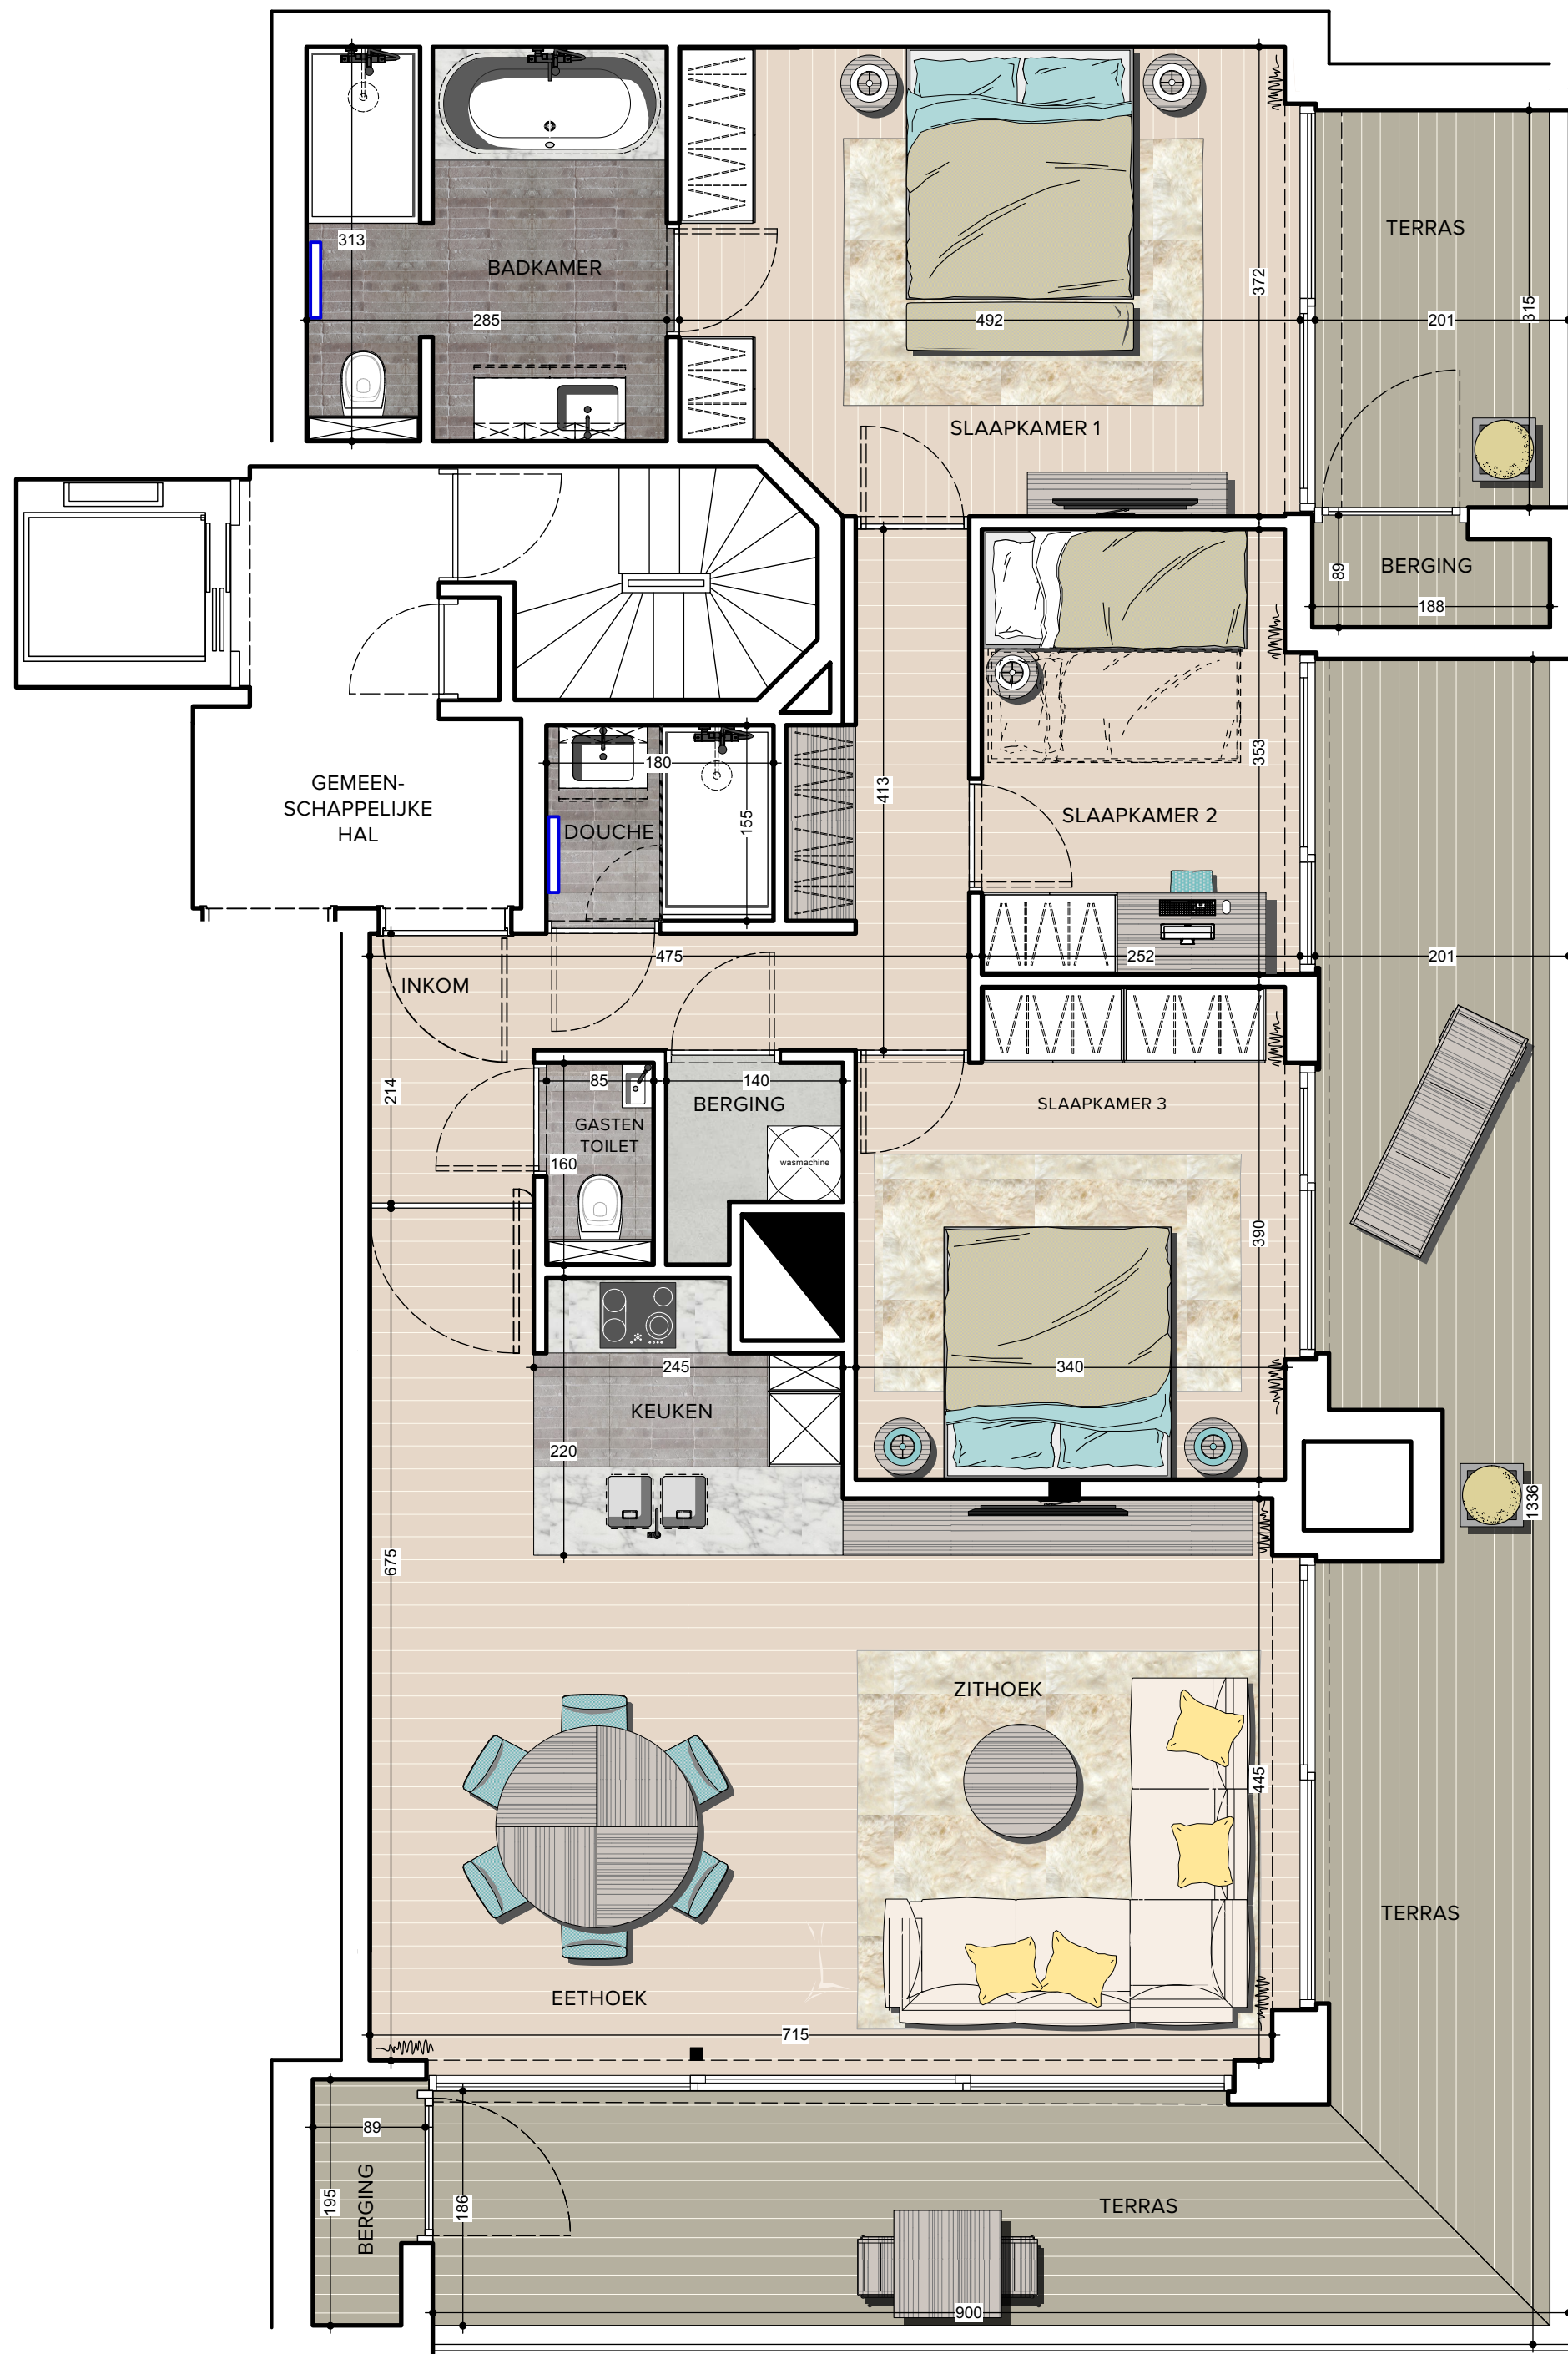 TERRAS
313
BADKAMER
372
315
285
492
201
SLAAPKAMER 1
BERGING
89
188
353
180
GEMEEN-
SCHAPPELIJKE
HAL
413
155
DOUCHE
SLAAPKAMER 2
475
252
201
INKOM
214
85
140
BERGING
SLAAPKAMER 3
GASTEN
TOILET
160
wasmachine
390
245
340
KEUKEN
220
1336
675
ZITHOEK
445
TERRAS
EETHOEK
715
89
195
BERGING
186
TERRAS
900